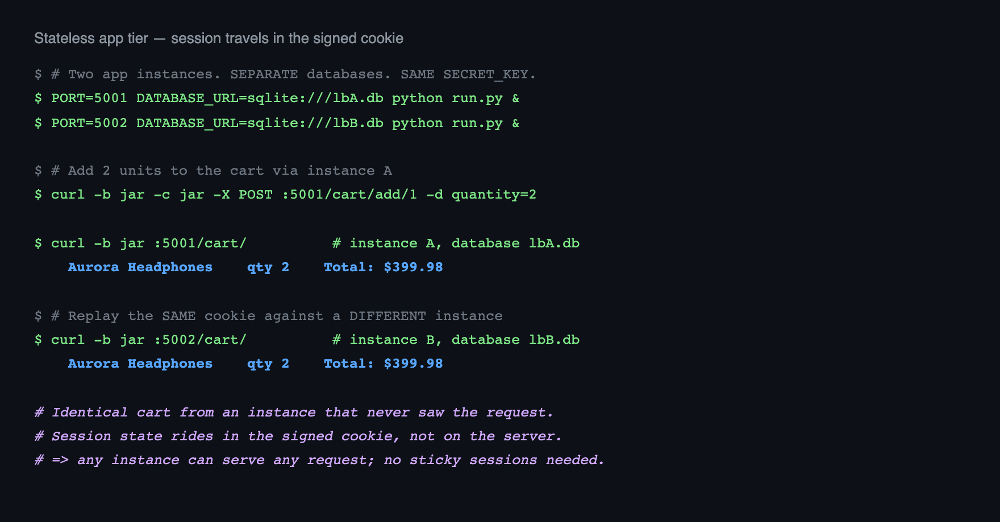 Stateless app tier — session travels in the signed cookie
$ # Two app instances. SEPARATE databases. SAME SECRET_KEY.
$ PORT=5001 DATABASE_URL=sqlite:///lbA.db python run.py &
$ PORT=5002 DATABASE_URL=sqlite:///lbB.db python run.py &
$ # Add 2 units to the cart via instance A
$ curl -b jar -c jar -X POST :5001/cart/add/1 -d quantity=2
$ curl -b jar :5001/cart/          # instance A, database lbA.db
    Aurora Headphones    qty 2    Total: $399.98
$ # Replay the SAME cookie against a DIFFERENT instance
$ curl -b jar :5002/cart/          # instance B, database lbB.db
    Aurora Headphones    qty 2    Total: $399.98
# Identical cart from an instance that never saw the request.
# Session state rides in the signed cookie, not on the server.
# => any instance can serve any request; no sticky sessions needed.